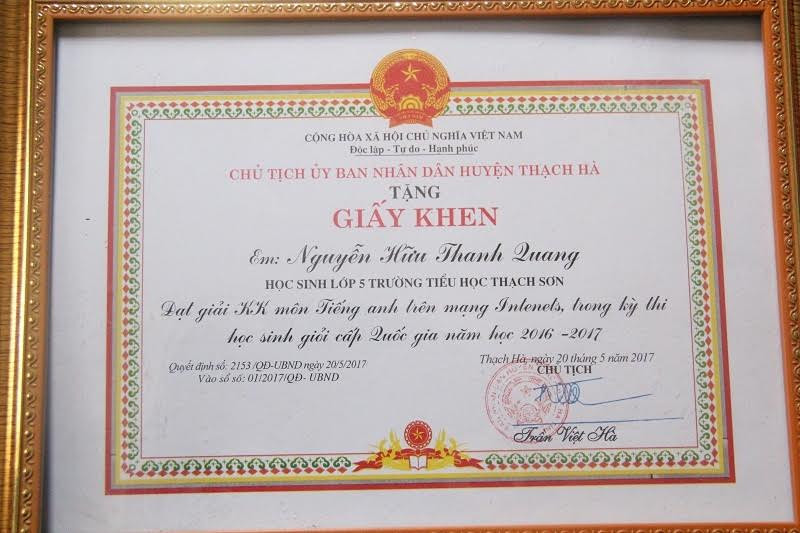 CỘNG HÒA XÃ HỘI CHỦ NGHĨA VIỆT NAM
Độc lập - Tự do - Hạnh phúc
CHỦ TỊCH ỦY BAN NHÂN DÂN HUYỆN THẠCH HÀ
TẶNG
GIẤY KHEN
Em: Nguyễn Hữu Thanh Quang
HỌC SINH LỚP 5 TRƯỜNG TIỂU HỌC THẠCH SƠN
Đạt giải KK môn Tiếng anh trên mạng Intenets, trong kỳ thi
học sinh giỏi cấp Quốc gia năm học 2016 -2017
Quyết định số: 2153 /QĐ-UBND ngày 20/5/2017
Vào sổ số: 01/2017/QĐ- UBND
Thạch Hà, ngày 20 tháng 5 năm 2017
CHỦ TỊCH
Trần Việt Hà